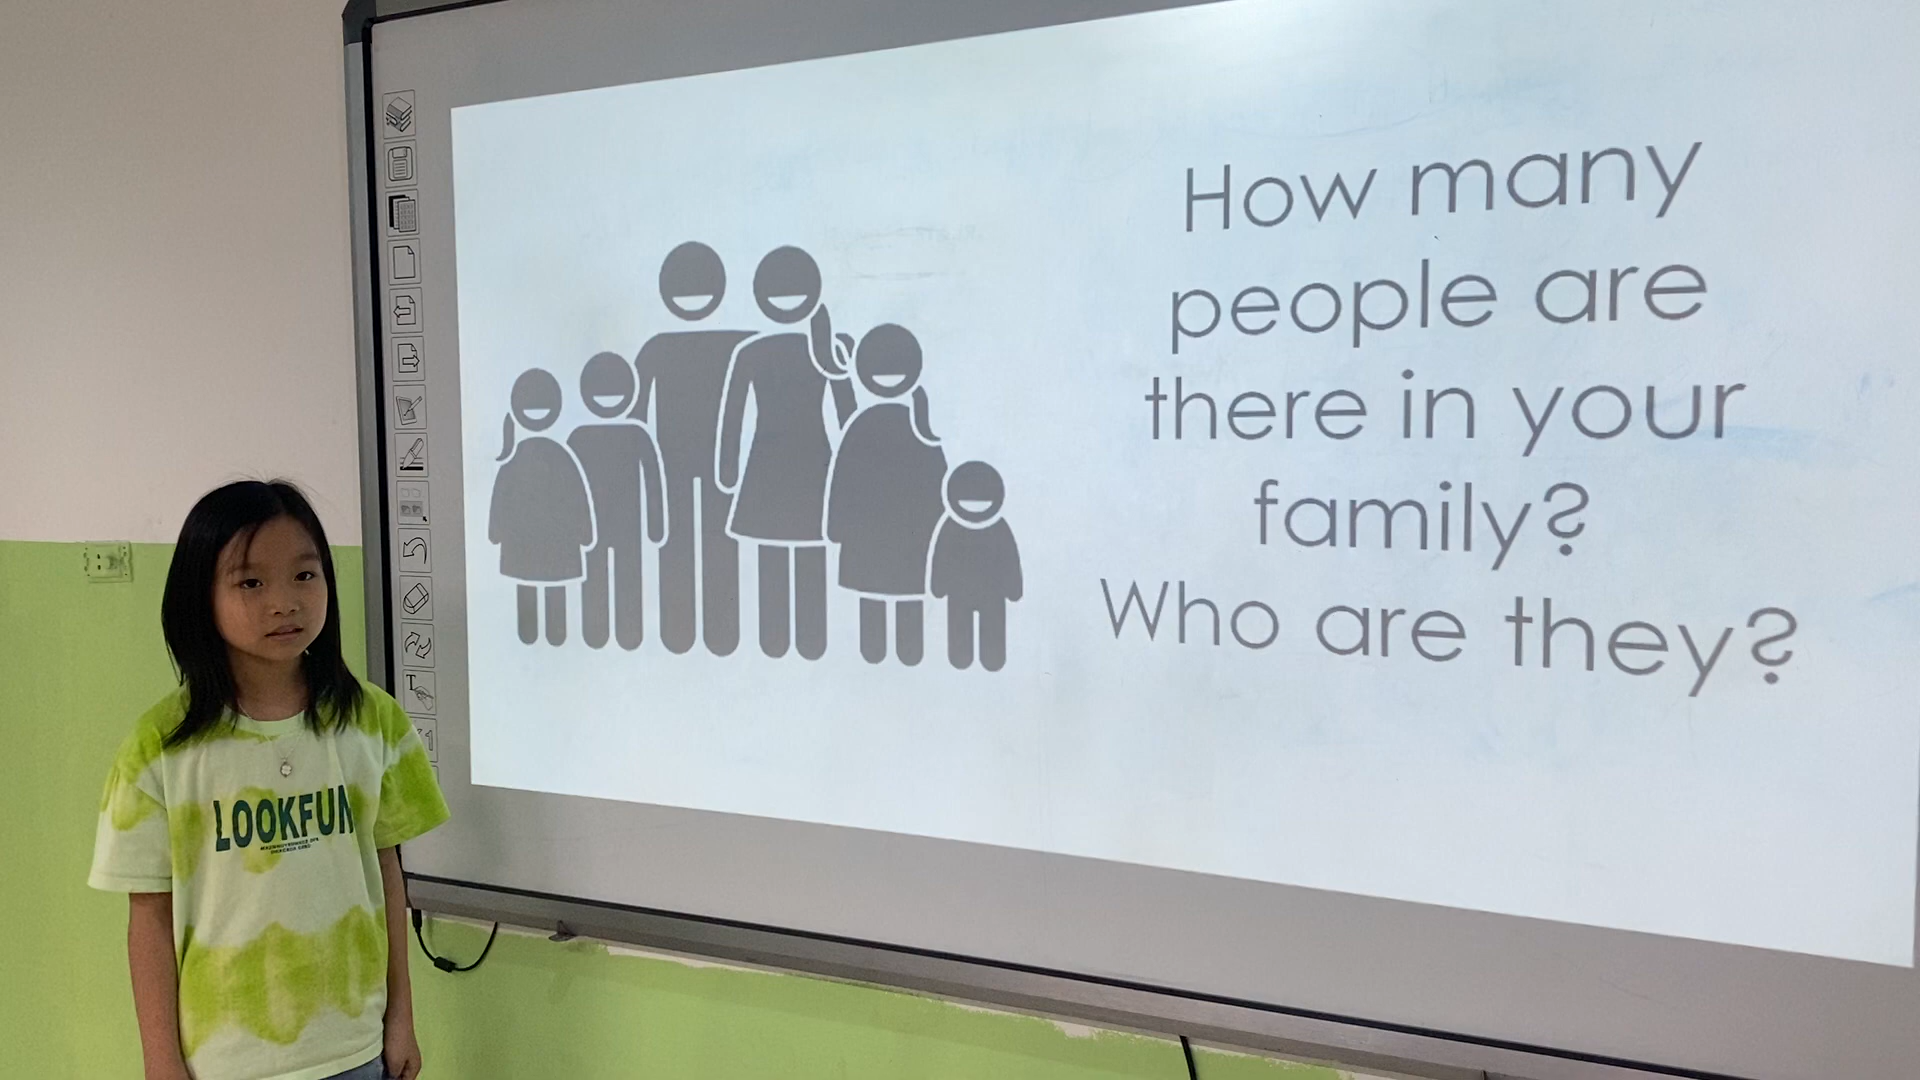 How many
people are
there in your
family?
Who are they?
T
LOOKFUN